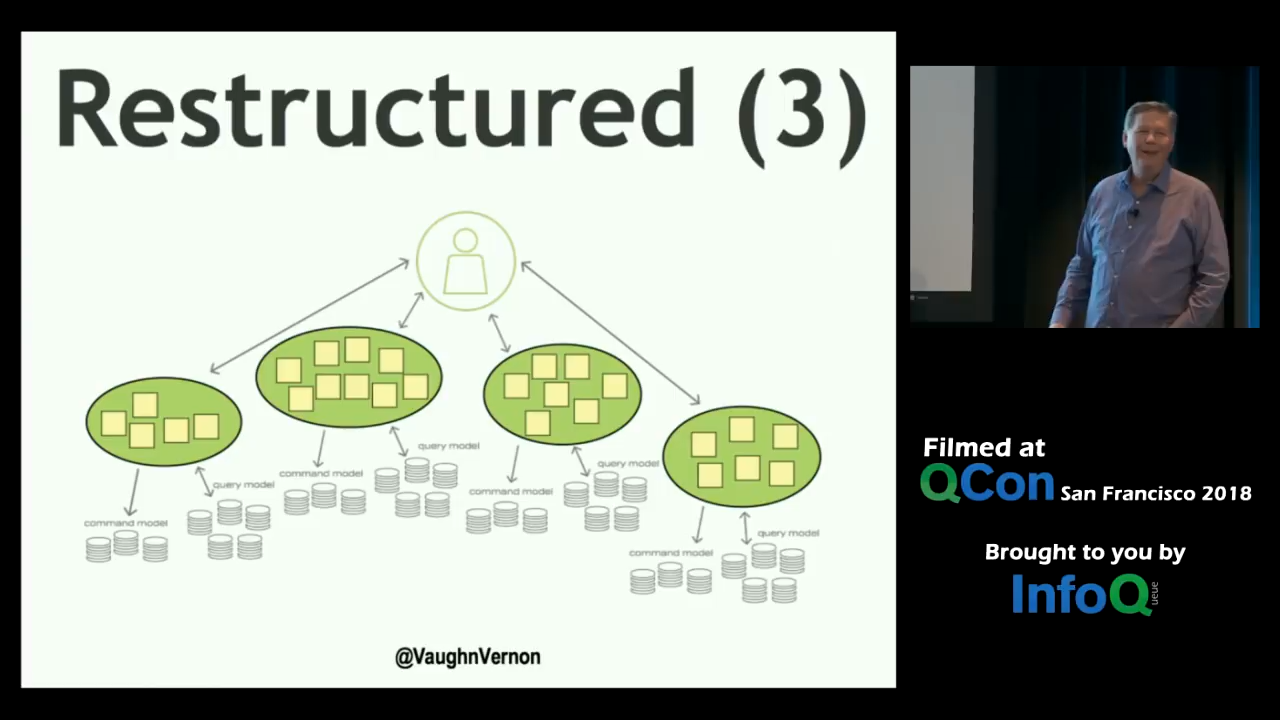 Restructured (3)
query model
command model
query model
command model
query model
command model
query model
command model
@VaughnVernon
Filmed at
QCon San Francisco 2018
Brought to you by
InfoQueue